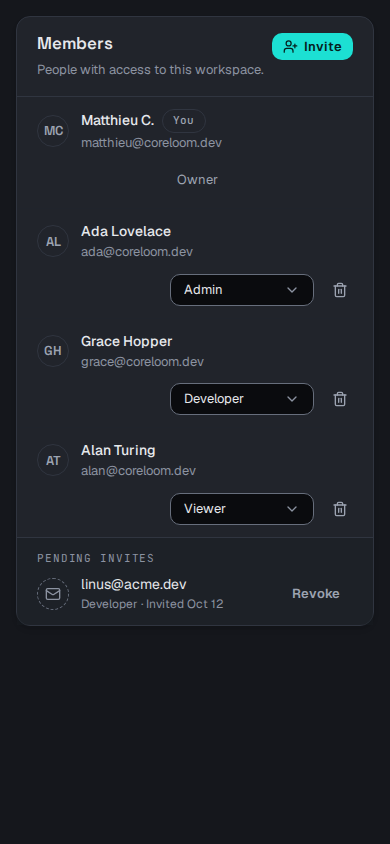 Members
Invite
People with access to this workspace.
MC
Matthieu C.
You
matthieu@coreloom.dev
Owner
AL
Ada Lovelace
ada@coreloom.dev
Admin
GH
Grace Hopper
grace@coreloom.dev
Developer
AT
Alan Turing
alan@coreloom.dev
Viewer
PENDING INVITES
linus@acme.dev
Developer · Invited Oct 12
Revoke